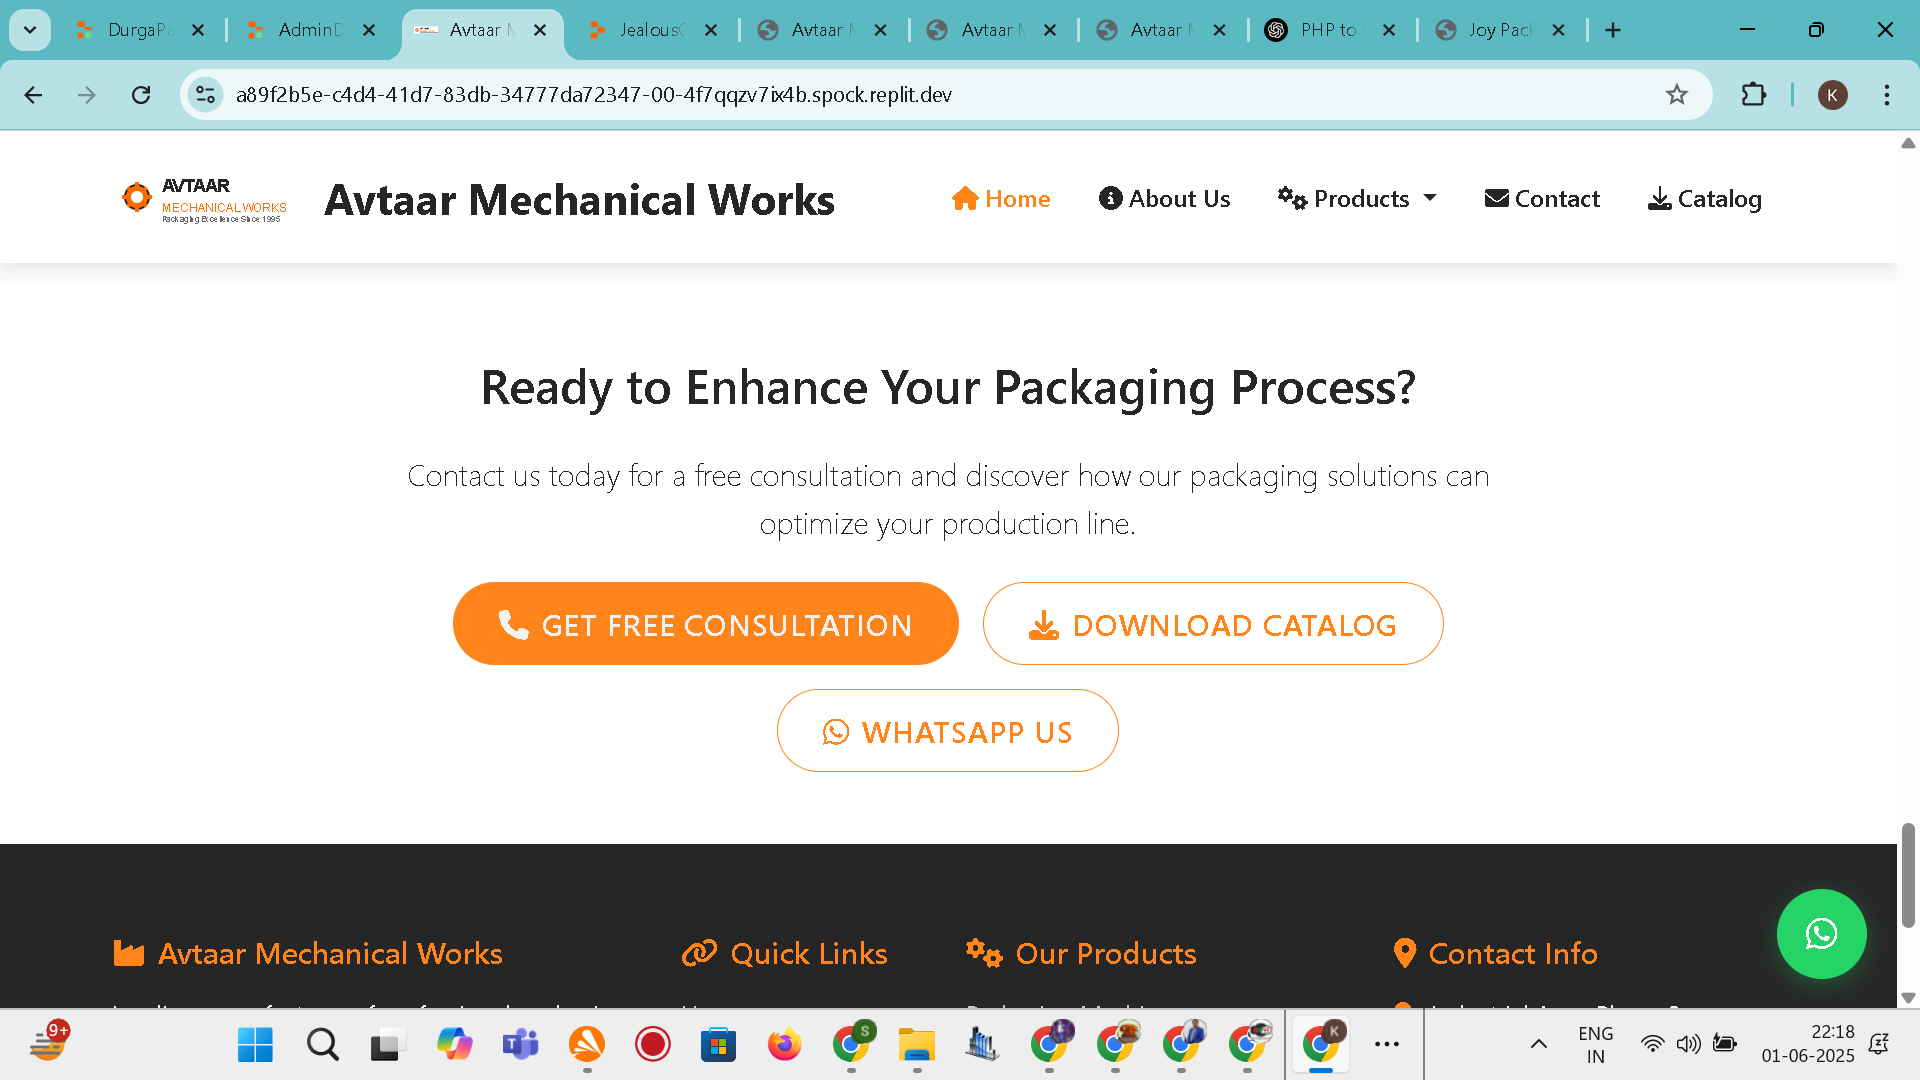 DurgaPa
AdminD
Avtaar M
JealousC
Avtaar M
Avtaar M
Avtaar M
PHP to
Joy Pack
a89f2b5e-c4d4-41d7-83db-34777da72347-00-4f7qqzv7ix4b.spock.replit.dev
K
AVTAAR
MECHANICAL WORKS
Packaging Excellence Since 1995
Avtaar Mechanical Works
Home
About Us
Products
Contact
Catalog
Ready to Enhance Your Packaging Process?
Contact us today for a free consultation and discover how our packaging solutions can
optimize your production line.
GET FREE CONSULTATION
DOWNLOAD CATALOG
WHATSAPP US
Avtaar Mechanical Works
Quick Links
Our Products
Contact Info
9+
S
K
ENG
IN
22:18
01-06-2025